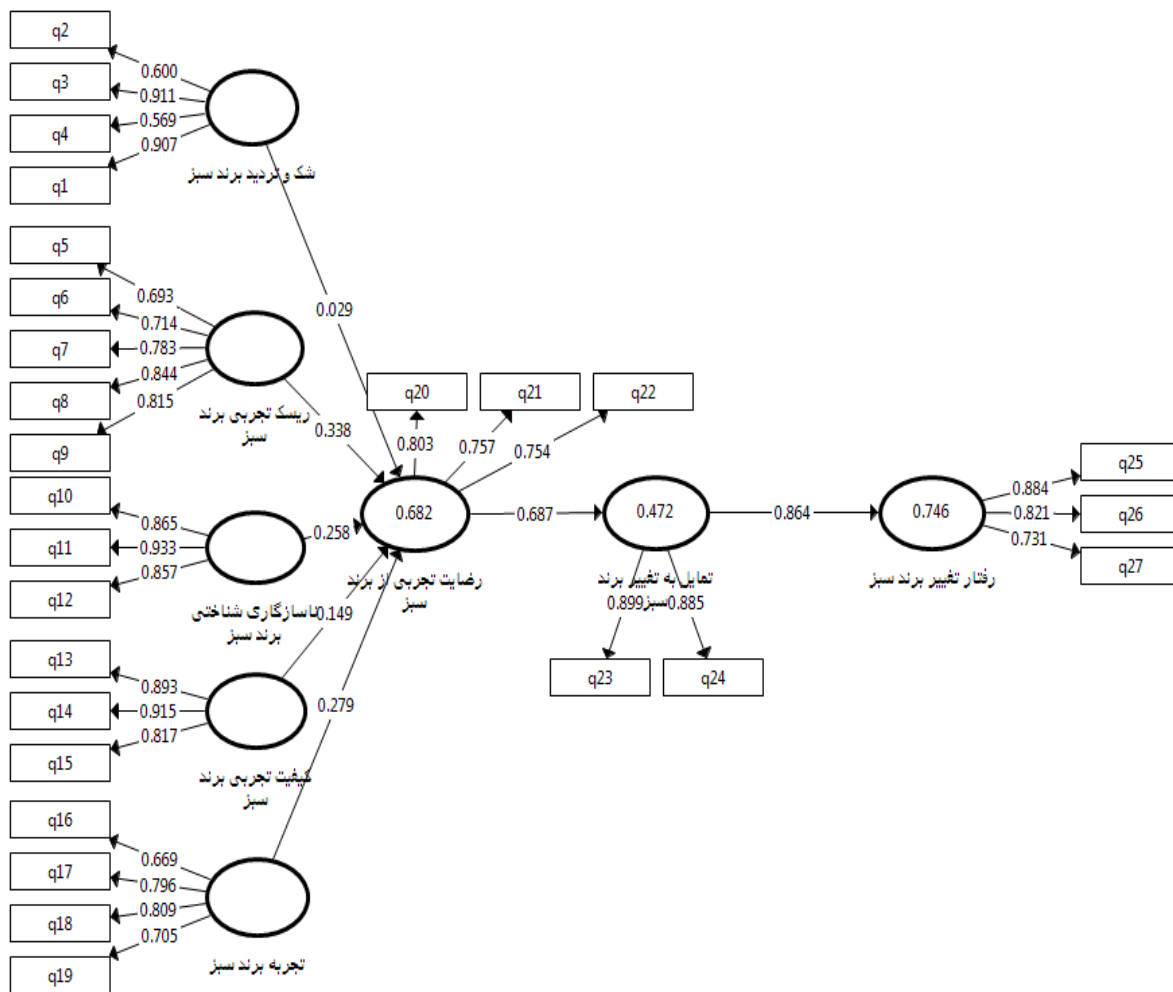 q2
0.600
q3
0.911
q4
0.569
q1
0.907
شک و تردید برند سبز
0.029
q5
0.693
q6
0.714
q7
0.783
q8
0.844
q9
0.815
ریسک تجربی برند
سبز
0.338
q10
0.865
q11
0.933
q12
0.857
ناسازگاری شناختی
برند سبز
0.258
q13
0.893
q14
0.915
q15
0.817
کیفیت تجربی برند
سبز
0.149
q16
0.669
q17
0.796
q18
0.809
q19
0.705
تجربه برند سبز
0.279
q20
q21
q22
0.803
0.757
0.754
0.682
رضایت تجربی از برند
سبز
0.687
0.472
تمایل به تغییر برند
سبز
0.899
0.885
q23
q24
0.864
0.746
رفتار تغییر برند سبز
0.884
q25
0.821
q26
0.731
q27